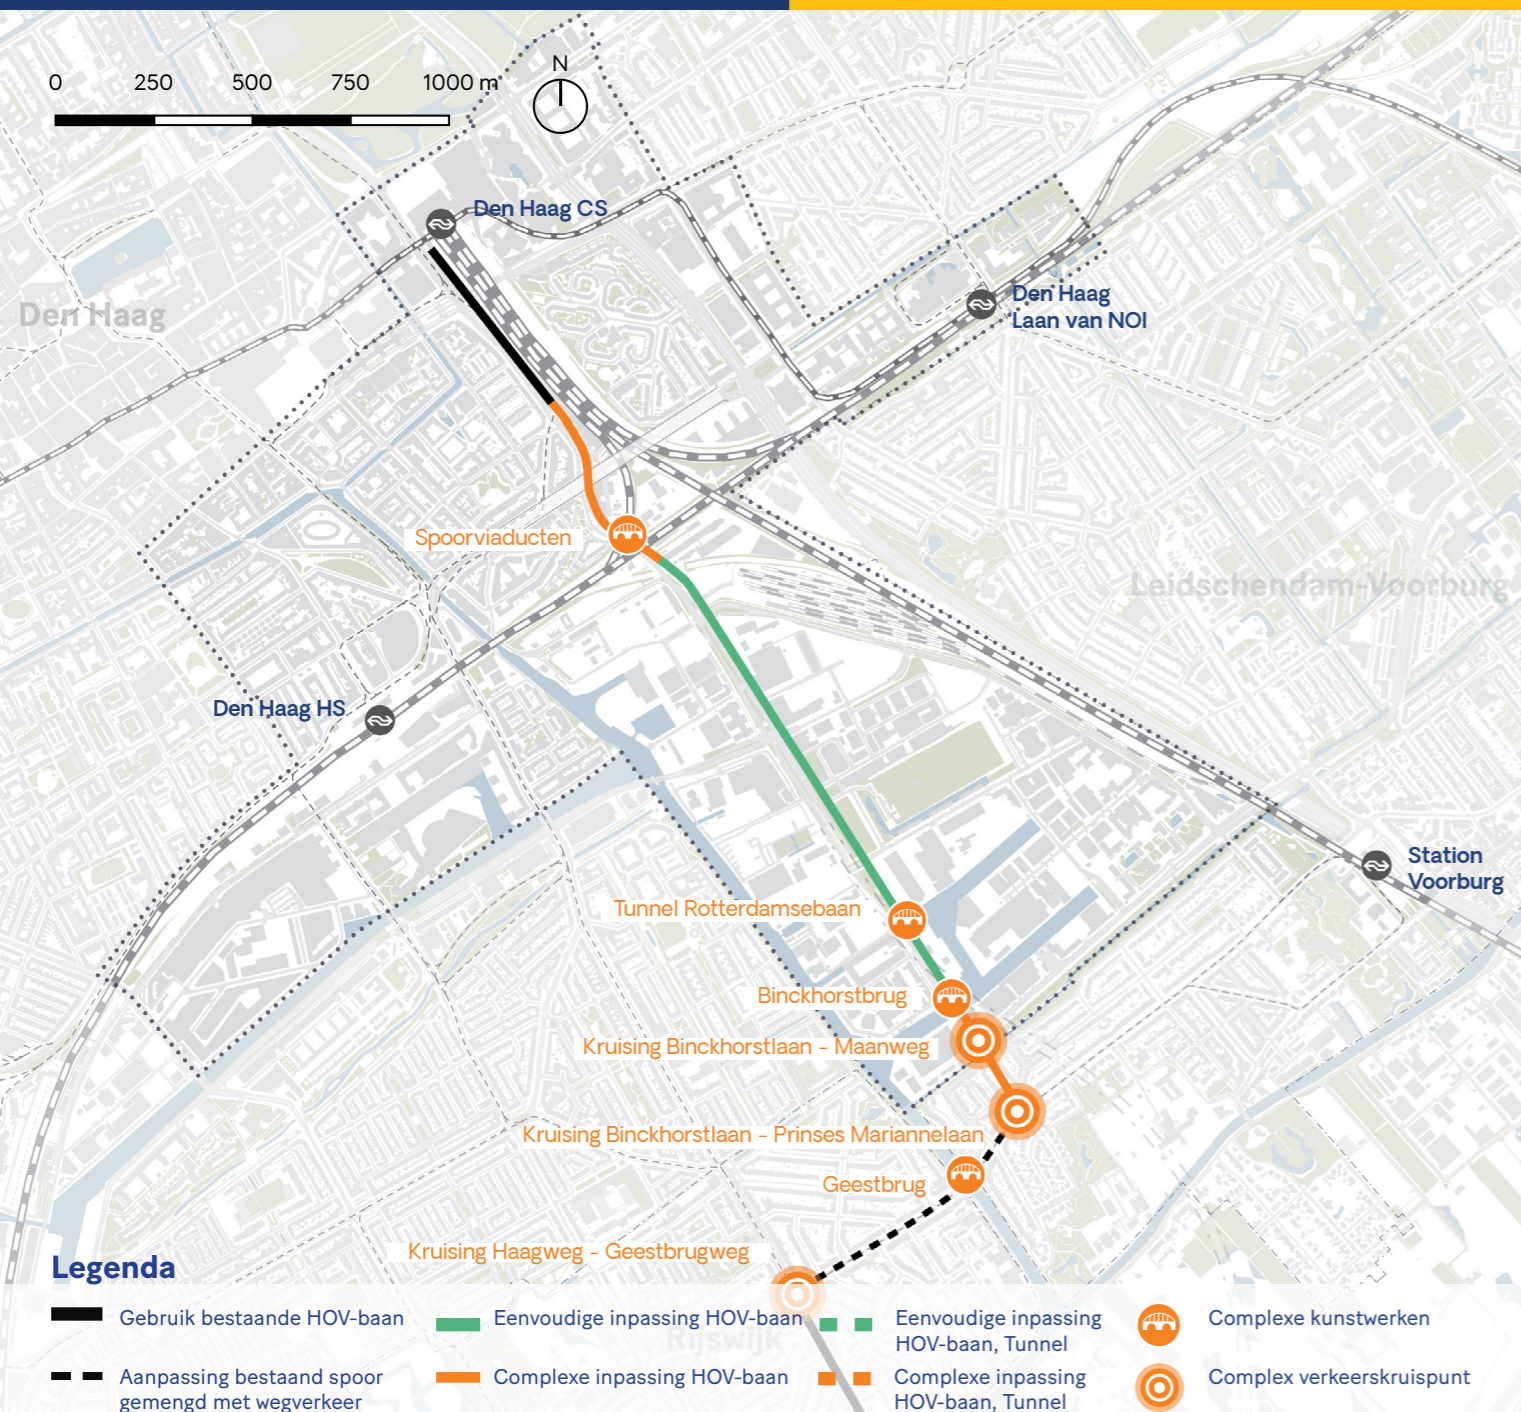 0 250 500 750 1000 m
N
Den Haag CS
Den Haag
Den Haag
Laan van NOI
Spoorviaducten
Leidschendam-Voorburg
Den Haag HS
Station
Voorburg
Tunnel Rotterdamsebaan
Binckhorstbrug
Kruising Binckhorstlaan - Maanweg
Kruising Binckhorstlaan - Prinses Mariannelaan
Geestbrug
Kruising Haagweg - Geestbrugweg
Rijswijk
Legenda
Gebruik bestaande HOV-baan
Aanpassing bestaand spoor
gemengd met wegverkeer
Eenvoudige inpassing HOV-baan
Complexe inpassing HOV-baan
Eenvoudige inpassing
HOV-baan, Tunnel
Complexe inpassing
HOV-baan, Tunnel
Complexe kunstwerken
Complex verkeerskruispunt